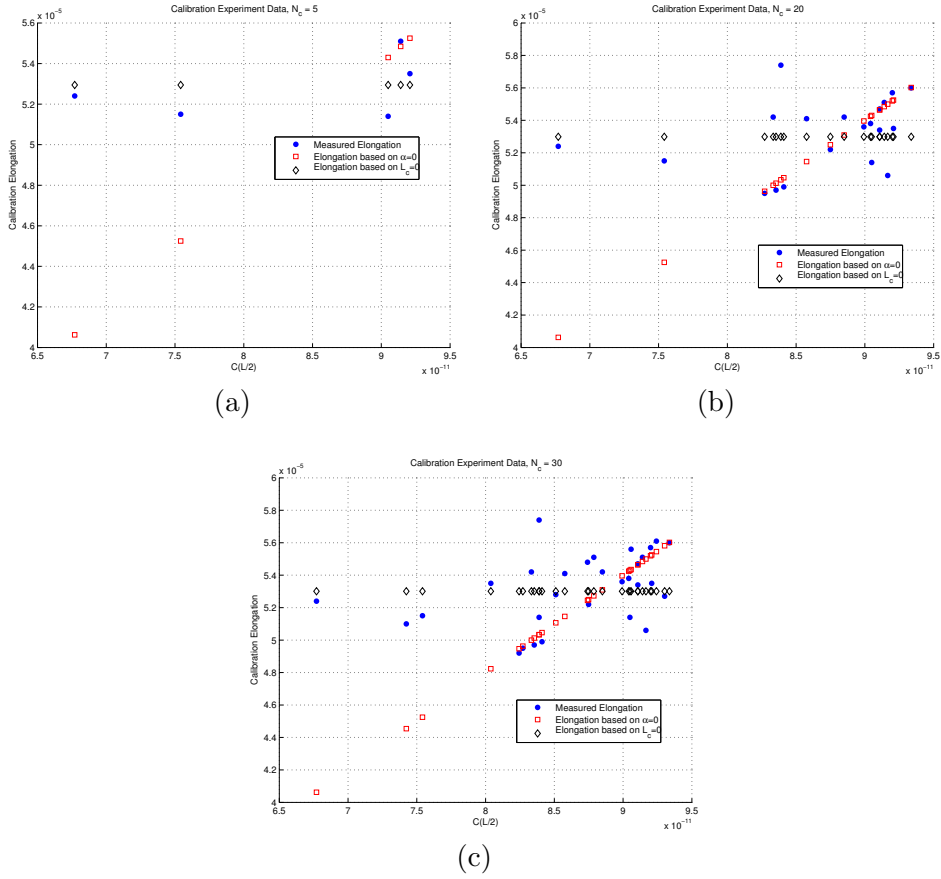 Calibration Experiment Data, N_c = 5
x 10^-5
5.6
5.4
5.2
5
4.8
4.6
4.4
4.2
4
Calibration Elongation
6.5
7
7.5
8
8.5
9
9.5
C(L/2)
x 10^-11
Measured Elongation
Elongation based on α=0
Elongation based on L_c=0
(a)
Calibration Experiment Data, N_c = 20
x 10^-5
6
5.8
5.6
5.4
5.2
5
4.8
4.6
4.4
4.2
4
Calibration Elongation
6.5
7
7.5
8
8.5
9
9.5
C(L/2)
x 10^-11
Measured Elongation
Elongation based on α=0
Elongation based on L_c=0
(b)
Calibration Experiment Data, N_c = 30
x 10^-5
6
5.8
5.6
5.4
5.2
5
4.8
4.6
4.4
4.2
4
Calibration Elongation
6.5
7
7.5
8
8.5
9
9.5
C(L/2)
x 10^-11
Measured Elongation
Elongation based on α=0
Elongation based on L_c=0
(c)